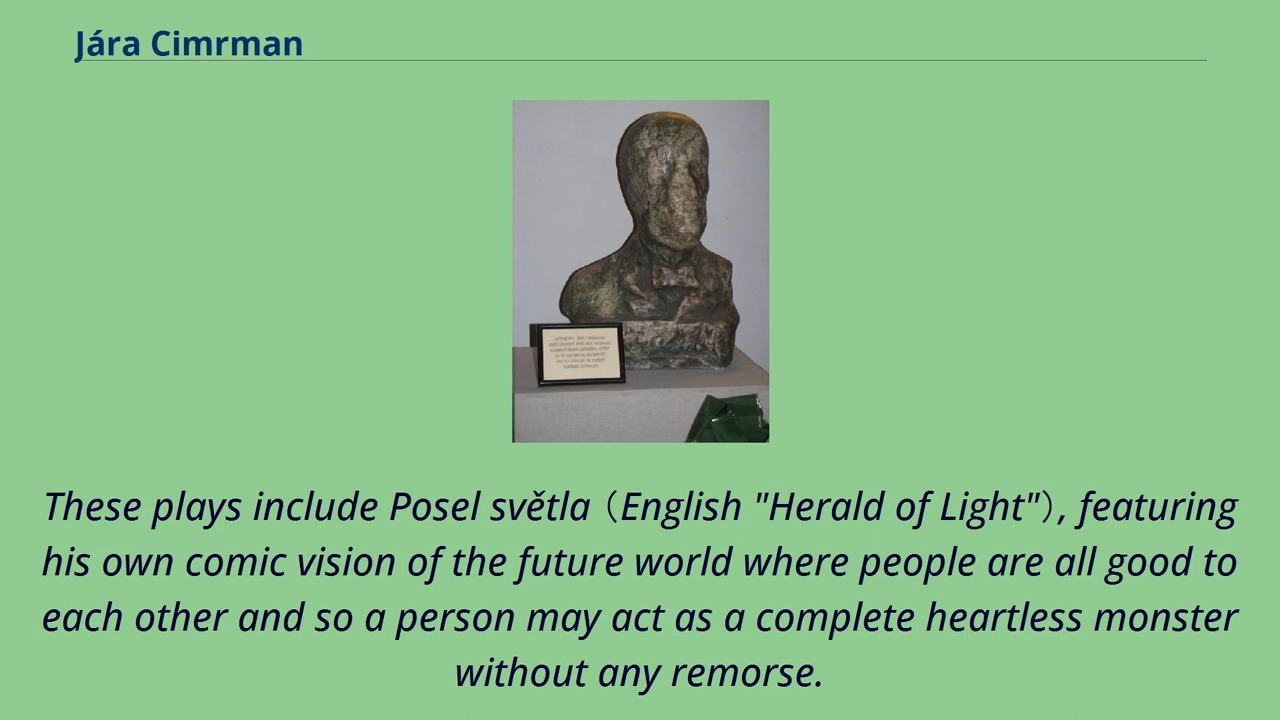 Jára Cimrman
These plays include Posel světla（English "Herald of Light"）, featuring
his own comic vision of the future world where people are all good to
each other and so a person may act as a complete heartless monster
without any remorse.